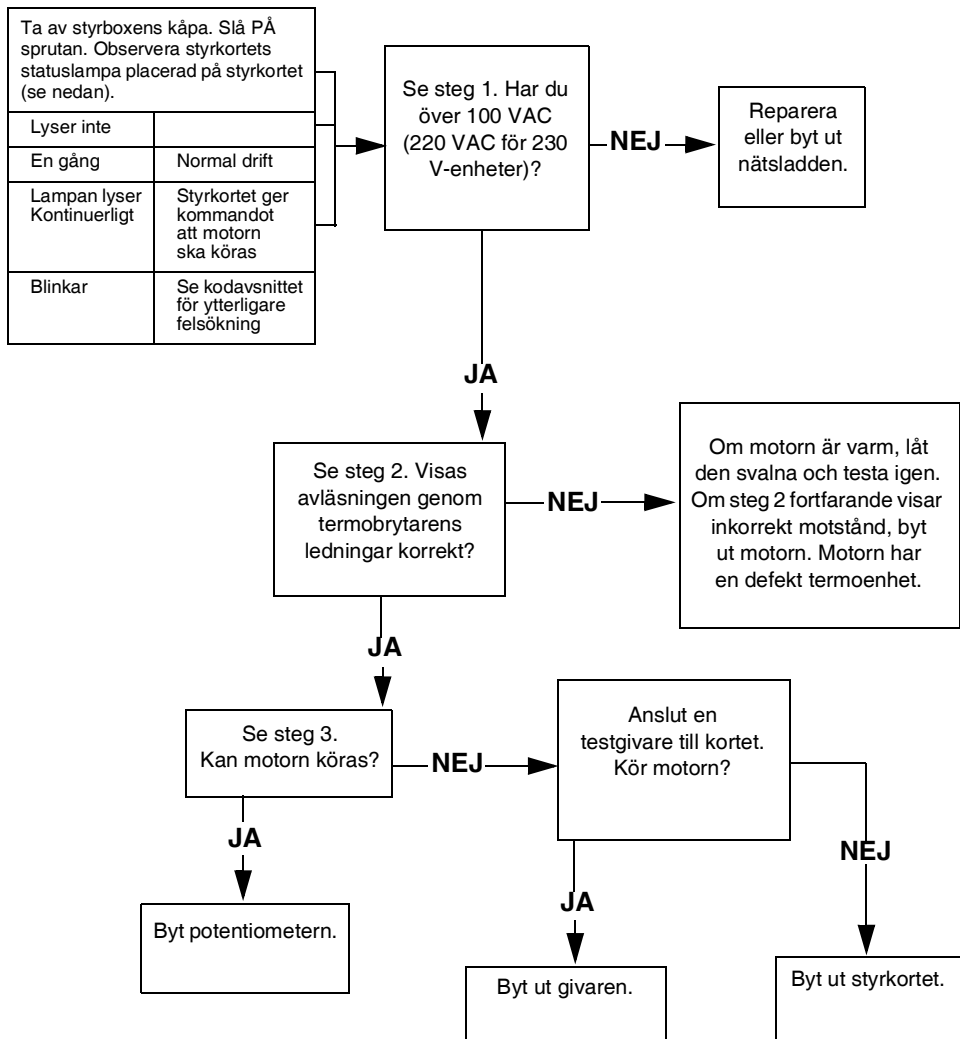 Ta av styrboxens kåpa. Slå PÅ
sprutan. Observera styrkortets
statuslampa placerad på styrkortet
(se nedan).
Lyser inte
En gång
Normal drift
Lampan lyser
Kontinuerligt
Styrkortet ger
kommandot
att motorn
ska köras
Blinkar
Se kodavsnittet
för ytterligare
felsökning
Se steg 1. Har du
över 100 VAC
(220 VAC för 230
V-enheter)?
NEJ
Reparera
eller byt ut
nätsladden.
JA
Se steg 2. Visas
avläsningen genom
termobrytarens
ledningar korrekt?
NEJ
Om motorn är varm, låt
den svalna och testa igen.
Om steg 2 fortfarande visar
inkorrekt motstånd, byt
ut motorn. Motorn har
en defekt termoenhet.
JA
Se steg 3.
Kan motorn köras?
NEJ
Anslut en
testgivare till kortet.
Kör motorn?
JA
Byt potentiometern.
JA
Byt ut givaren.
NEJ
Byt ut styrkortet.